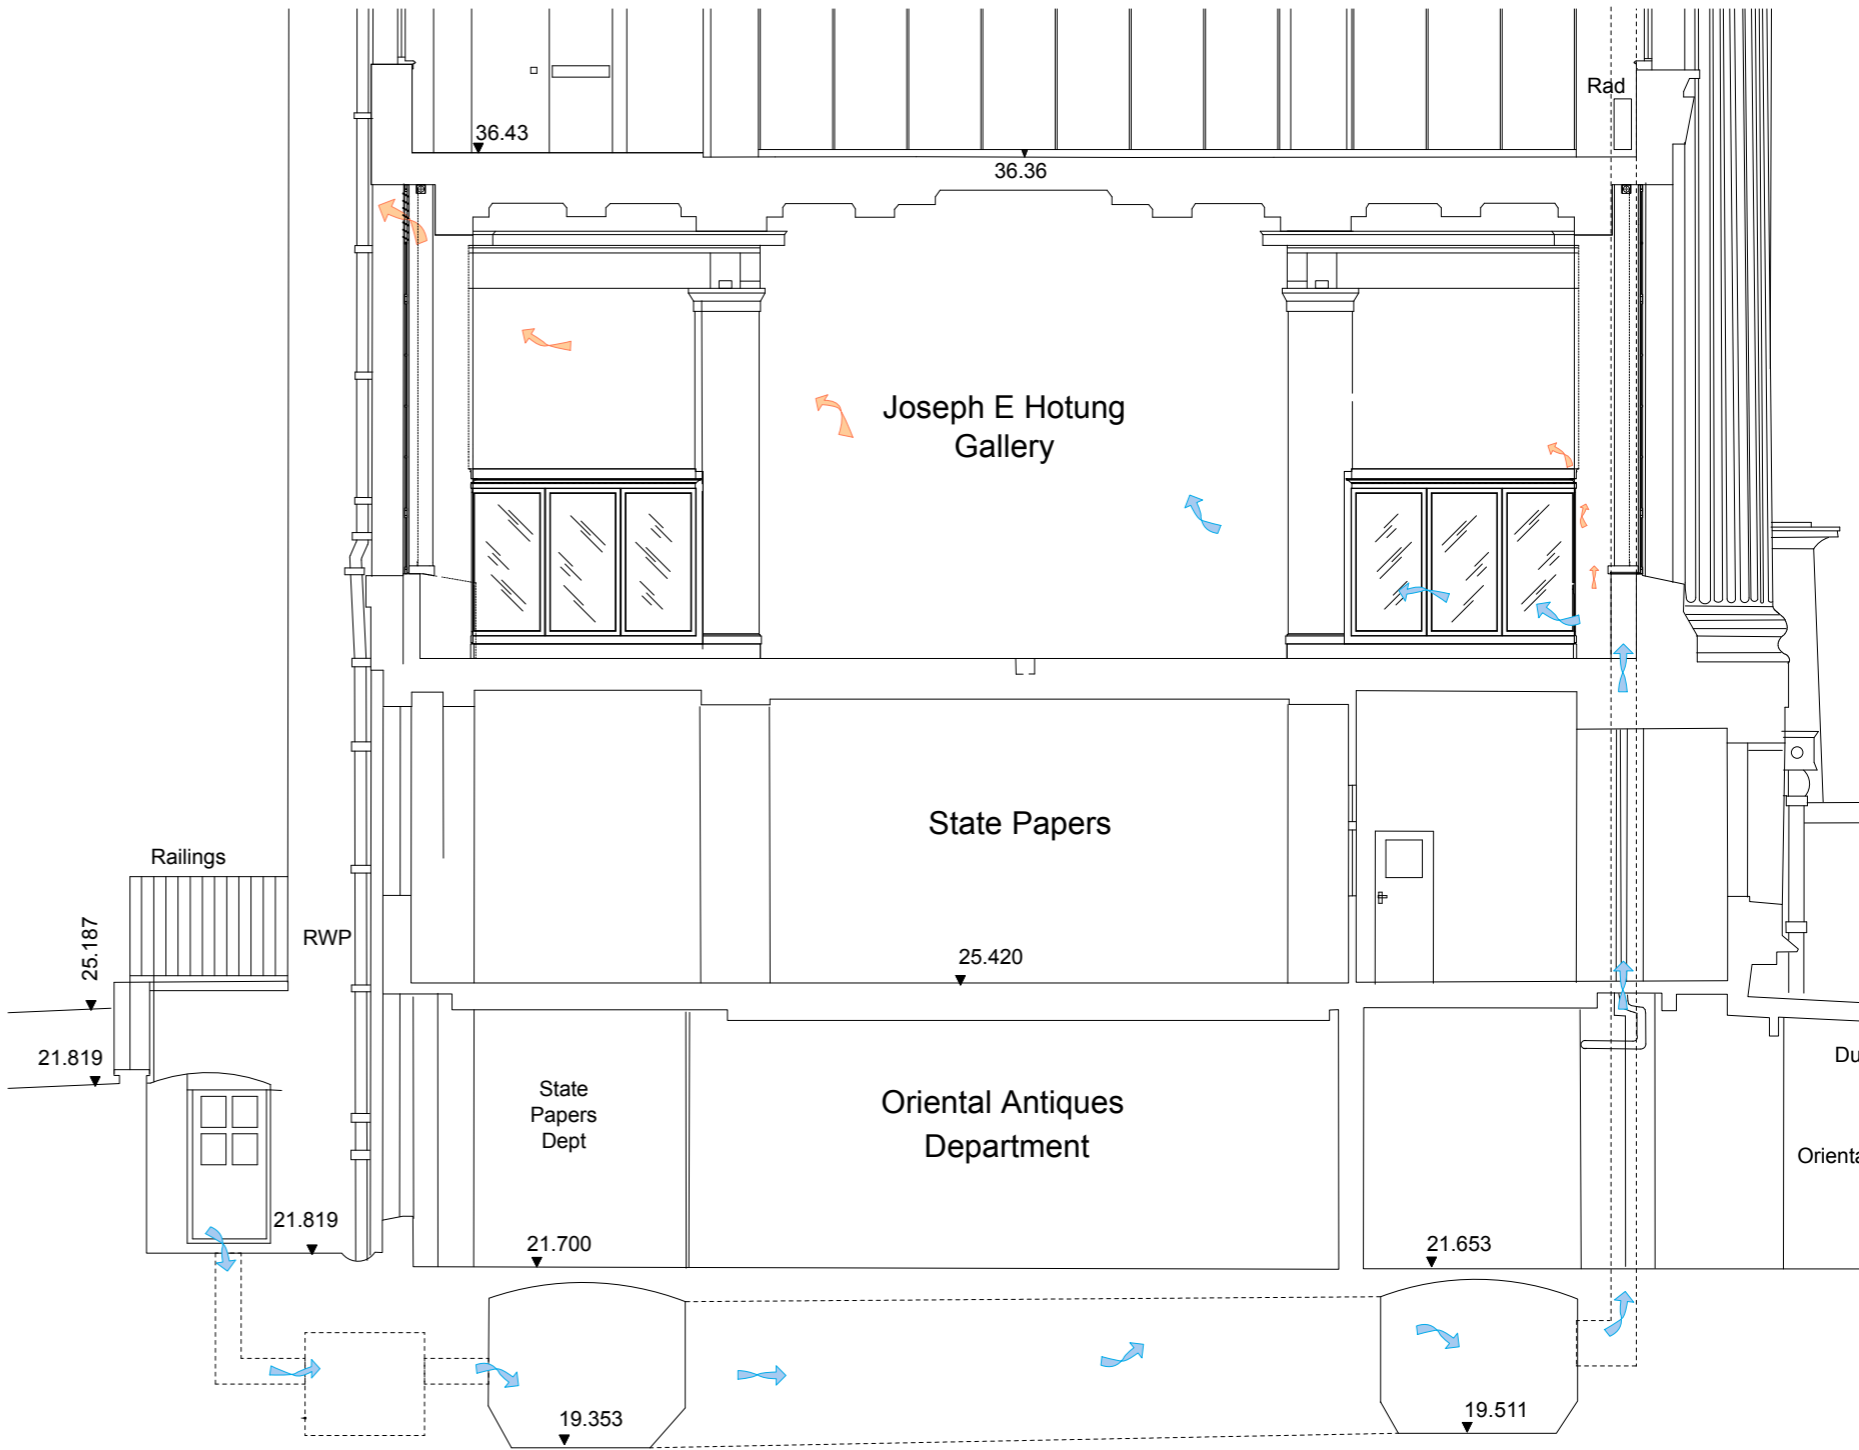 Rad
36.43
36.36
Joseph E Hotung
Gallery
State Papers
Railings
25.187
RWP
25.420
21.819
Du
State
Papers
Dept
Oriental Antiques
Department
Orienta
21.819
21.700
21.653
19.353
19.511